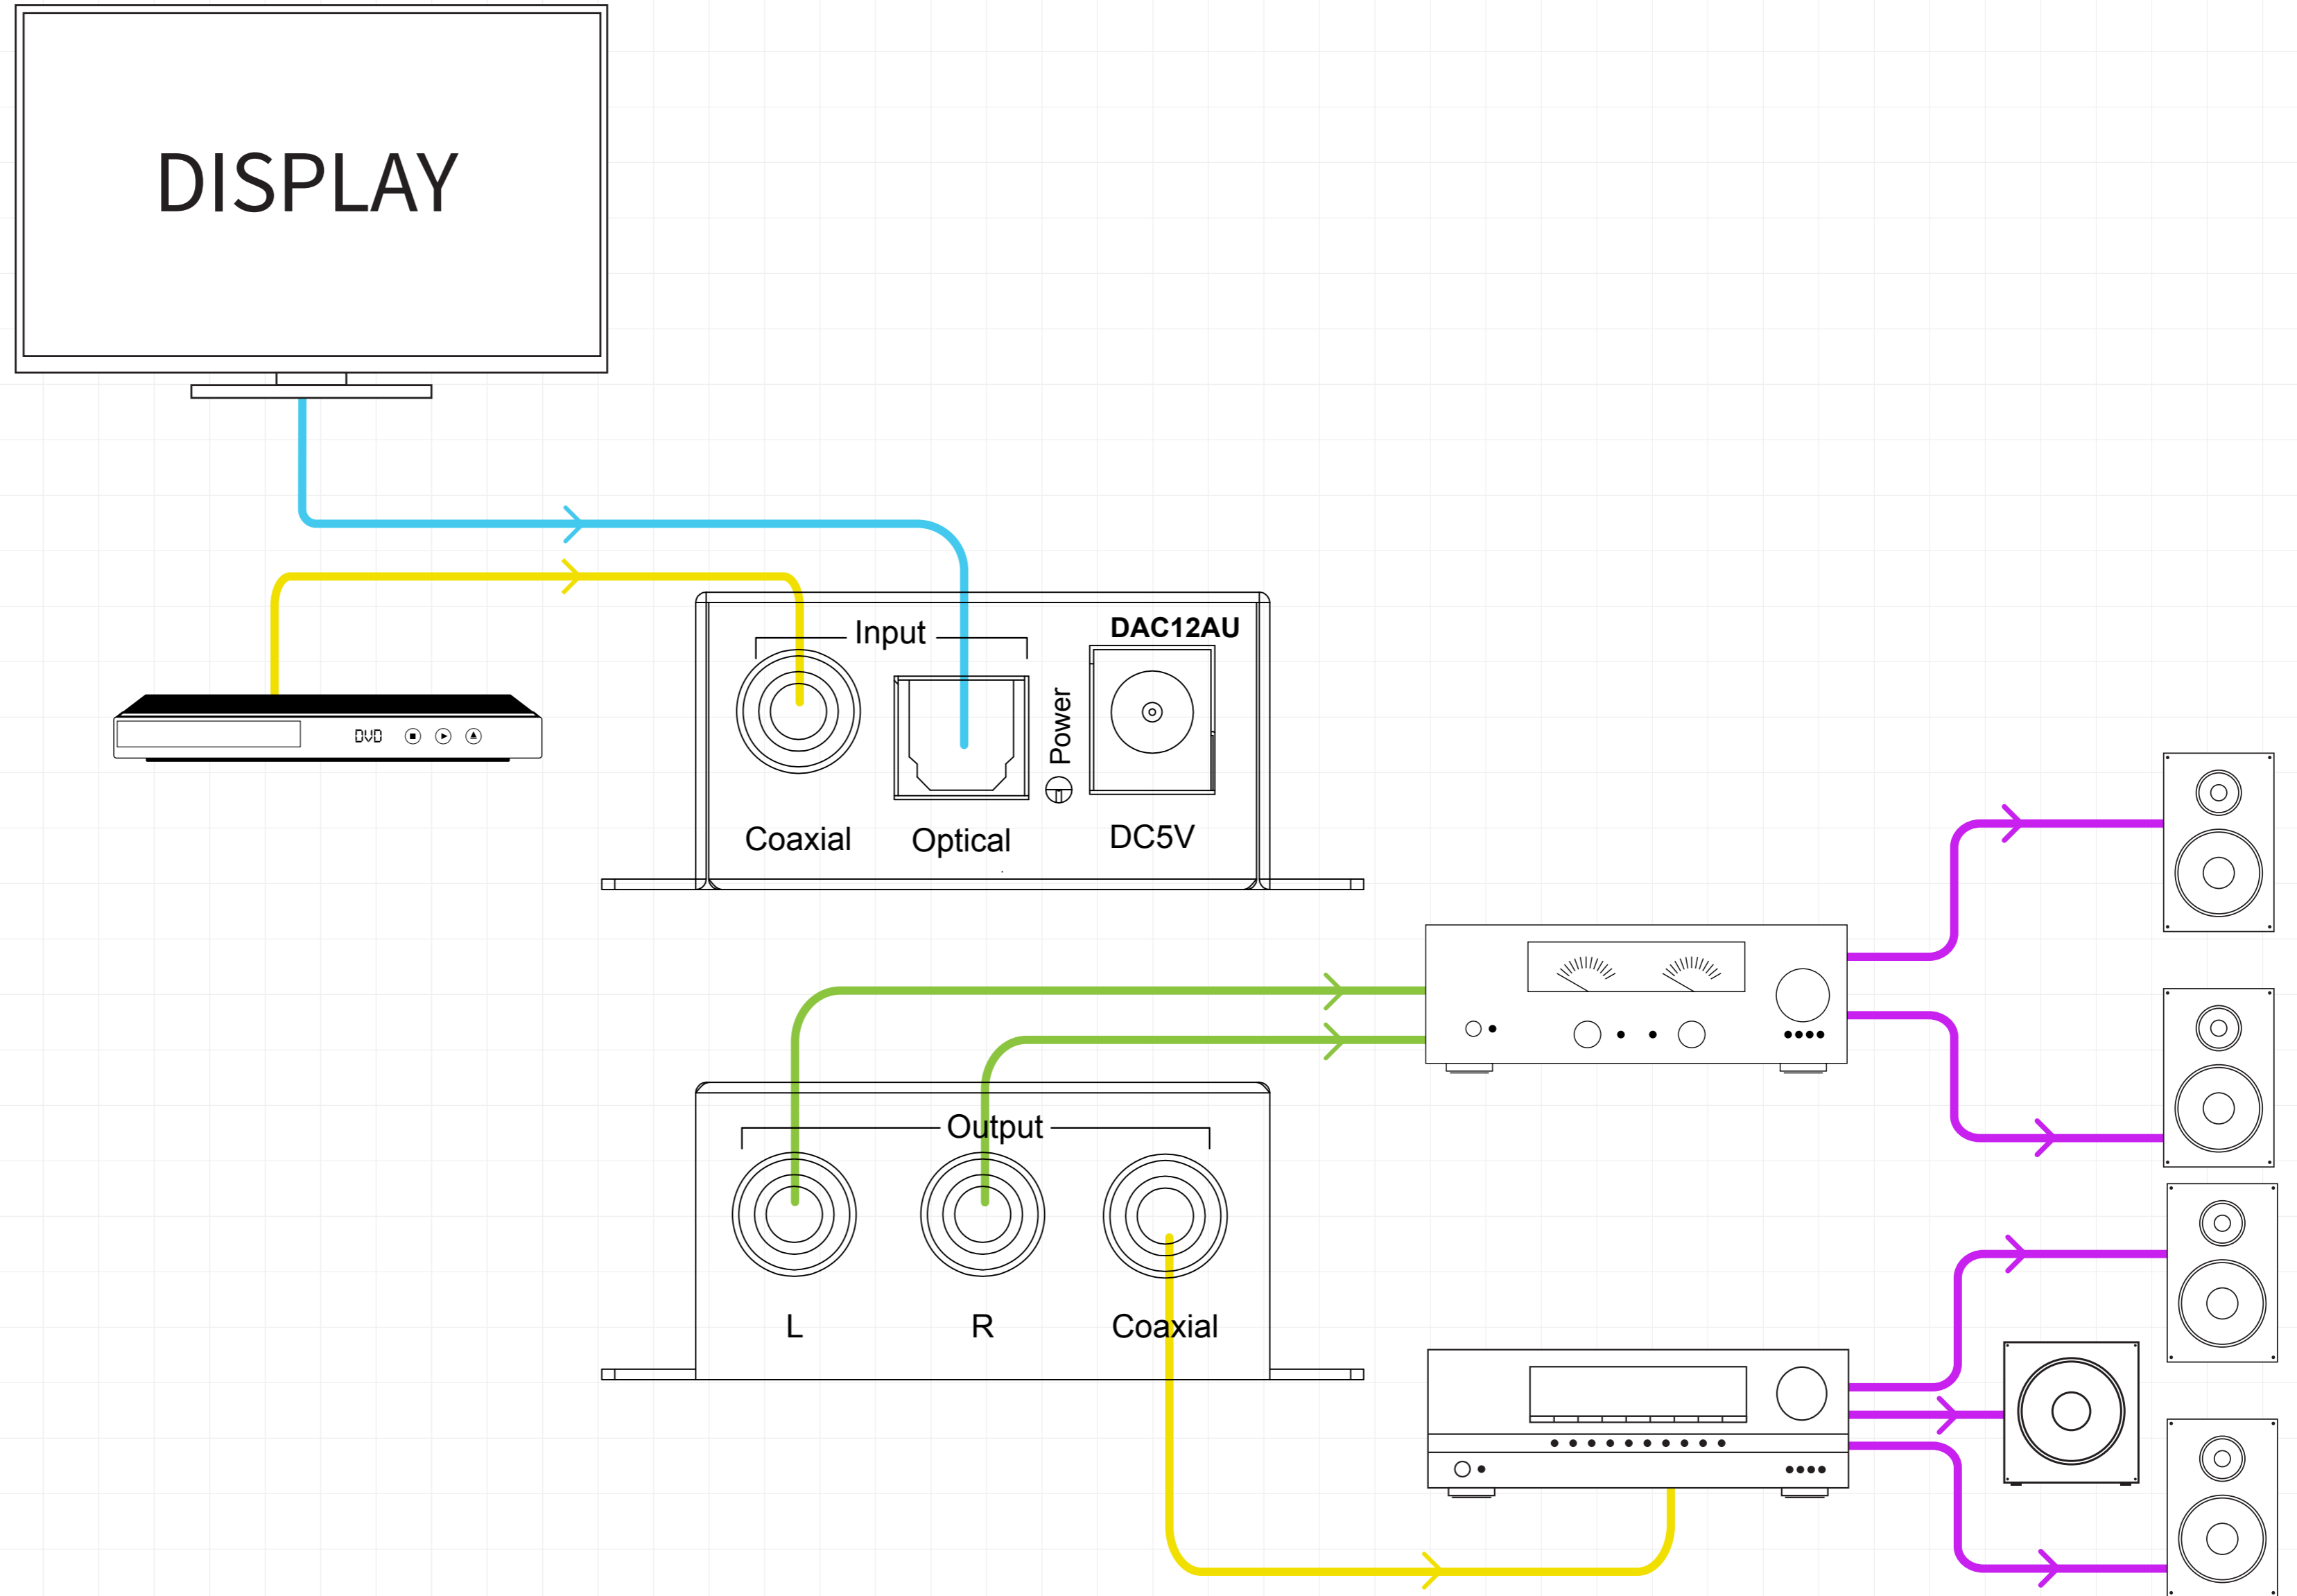 DISPLAY
Input
DAC12AU
Power
DVD
Coaxial
Optical
DC5V
Output
L
R
Coaxial